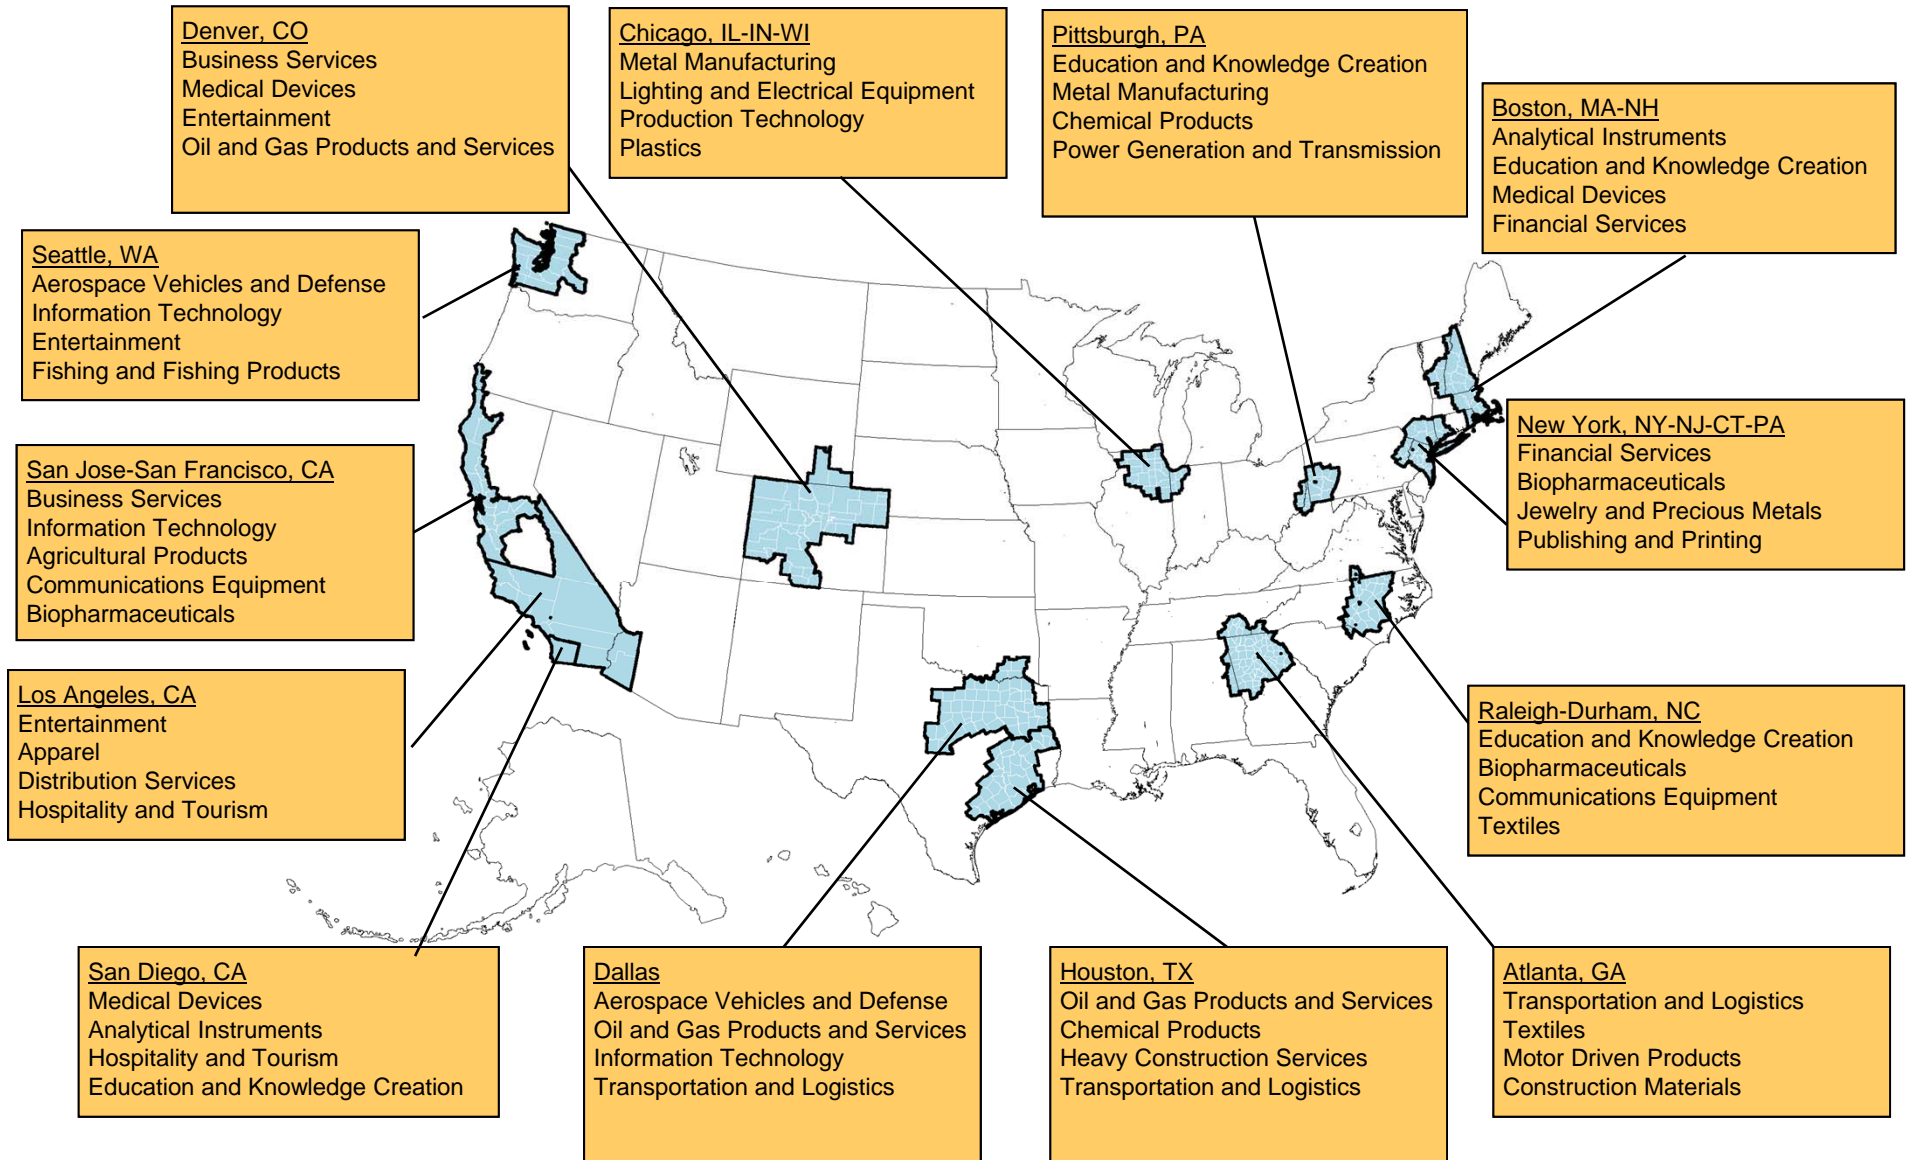 Denver, CO
Business Services
Medical Devices
Entertainment
Oil and Gas Products and Services
Chicago, IL-IN-WI
Metal Manufacturing
Lighting and Electrical Equipment
Production Technology
Plastics
Pittsburgh, PA
Education and Knowledge Creation
Metal Manufacturing
Chemical Products
Power Generation and Transmission
Boston, MA-NH
Analytical Instruments
Education and Knowledge Creation
Medical Devices
Financial Services
Seattle, WA
Aerospace Vehicles and Defense
Information Technology
Entertainment
Fishing and Fishing Products
New York, NY-NJ-CT-PA
Financial Services
Biopharmaceuticals
Jewelry and Precious Metals
Publishing and Printing
San Jose-San Francisco, CA
Business Services
Information Technology
Agricultural Products
Communications Equipment
Biopharmaceuticals
Los Angeles, CA
Entertainment
Apparel
Distribution Services
Hospitality and Tourism
Raleigh-Durham, NC
Education and Knowledge Creation
Biopharmaceuticals
Communications Equipment
Textiles
San Diego, CA
Medical Devices
Analytical Instruments
Hospitality and Tourism
Education and Knowledge Creation
Dallas
Aerospace Vehicles and Defense
Oil and Gas Products and Services
Information Technology
Transportation and Logistics
Houston, TX
Oil and Gas Products and Services
Chemical Products
Heavy Construction Services
Transportation and Logistics
Atlanta, GA
Transportation and Logistics
Textiles
Motor Driven Products
Construction Materials